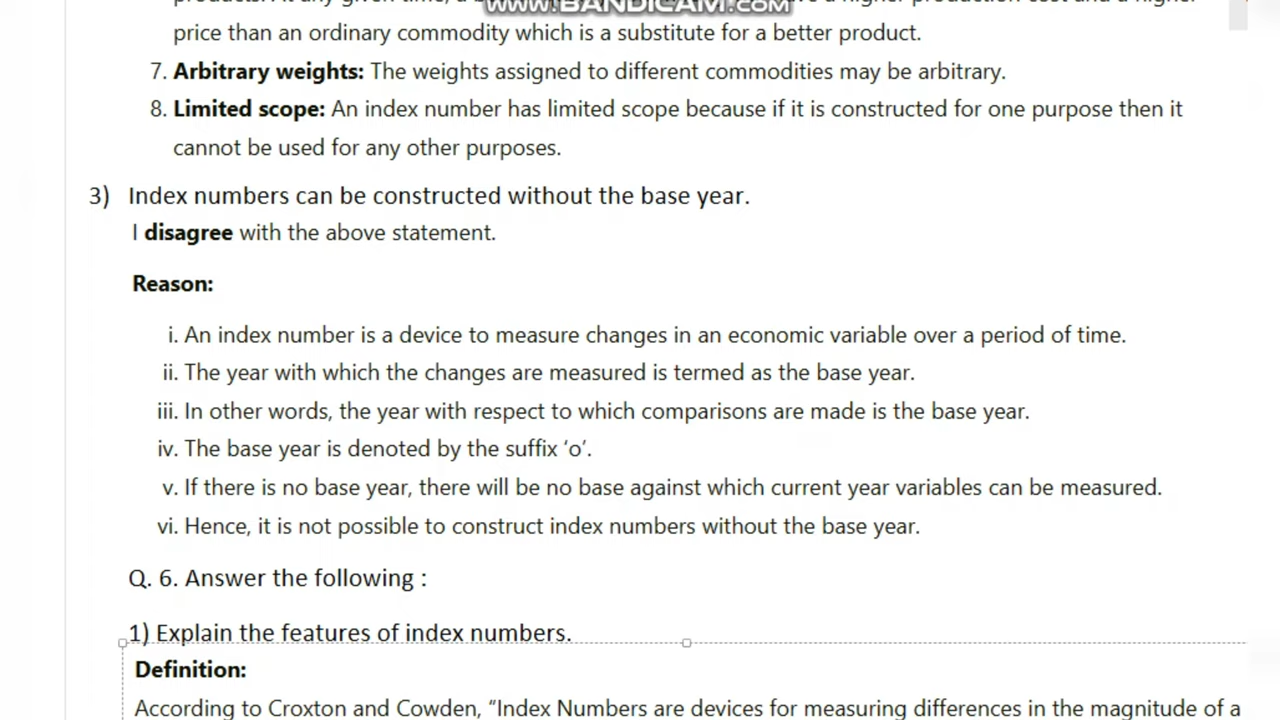 products. At any given time, a
WWW.BANDICAM.COM
price than an ordinary commodity which is a substitute for a better product.
7. Arbitrary weights: The weights assigned to different commodities may be arbitrary.
8. Limited scope: An index number has limited scope because if it is constructed for one purpose then it
cannot be used for any other purposes.
3) Index numbers can be constructed without the base year.
I disagree with the above statement.
Reason:
i. An index number is a device to measure changes in an economic variable over a period of time.
ii. The year with which the changes are measured is termed as the base year.
iii. In other words, the year with respect to which comparisons are made is the base year.
iv. The base year is denoted by the suffix ‘o’.
v. If there is no base year, there will be no base against which current year variables can be measured.
vi. Hence, it is not possible to construct index numbers without the base year.
Q. 6. Answer the following :
1) Explain the features of index numbers.
Definition:
According to Croxton and Cowden, “Index Numbers are devices for measuring differences in the magnitude of a